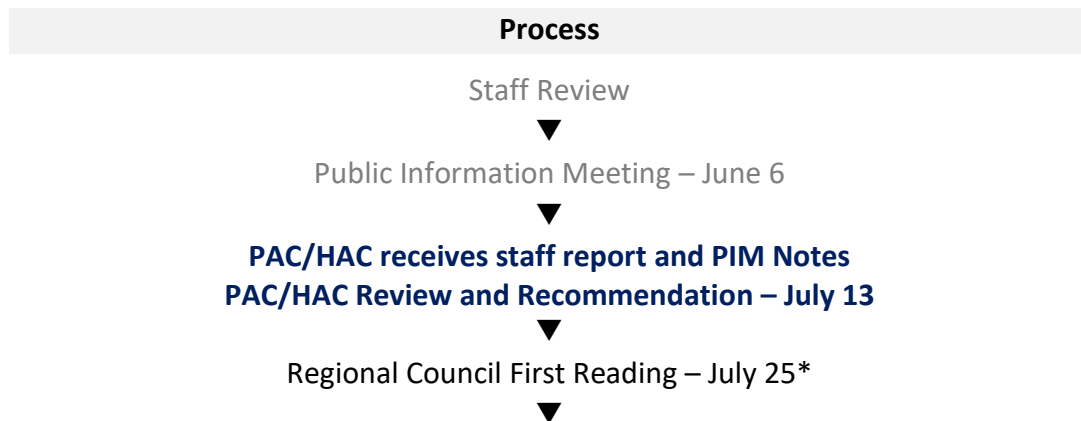 Process
Staff Review
Public Information Meeting – June 6
PAC/HAC receives staff report and PIM Notes
PAC/HAC Review and Recommendation – July 13
Regional Council First Reading – July 25*